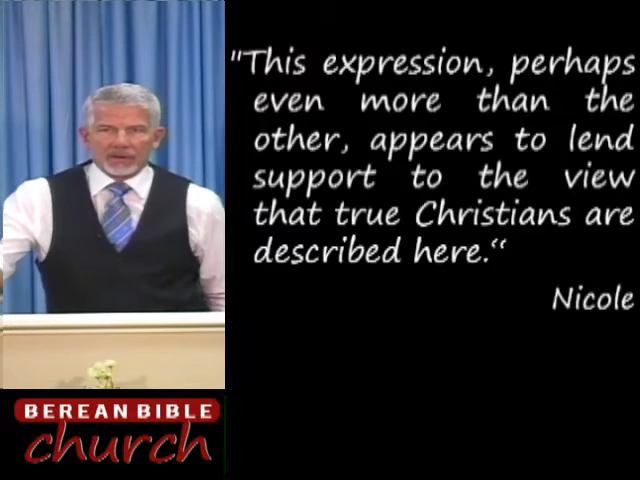 "This expression, perhaps
even more than the
other, appears to lend
support to the view
that true Christians are
described here.“
Nicole
BEREAN BIBLE
church